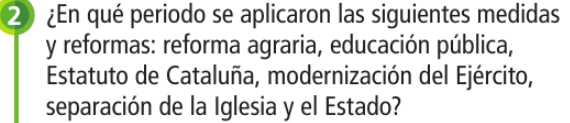 2 ¿En qué periodo se aplicaron las siguientes medidas
y reformas: reforma agraria, educación pública,
Estatuto de Cataluña, modernización del Ejército,
separación de la Iglesia y el Estado?